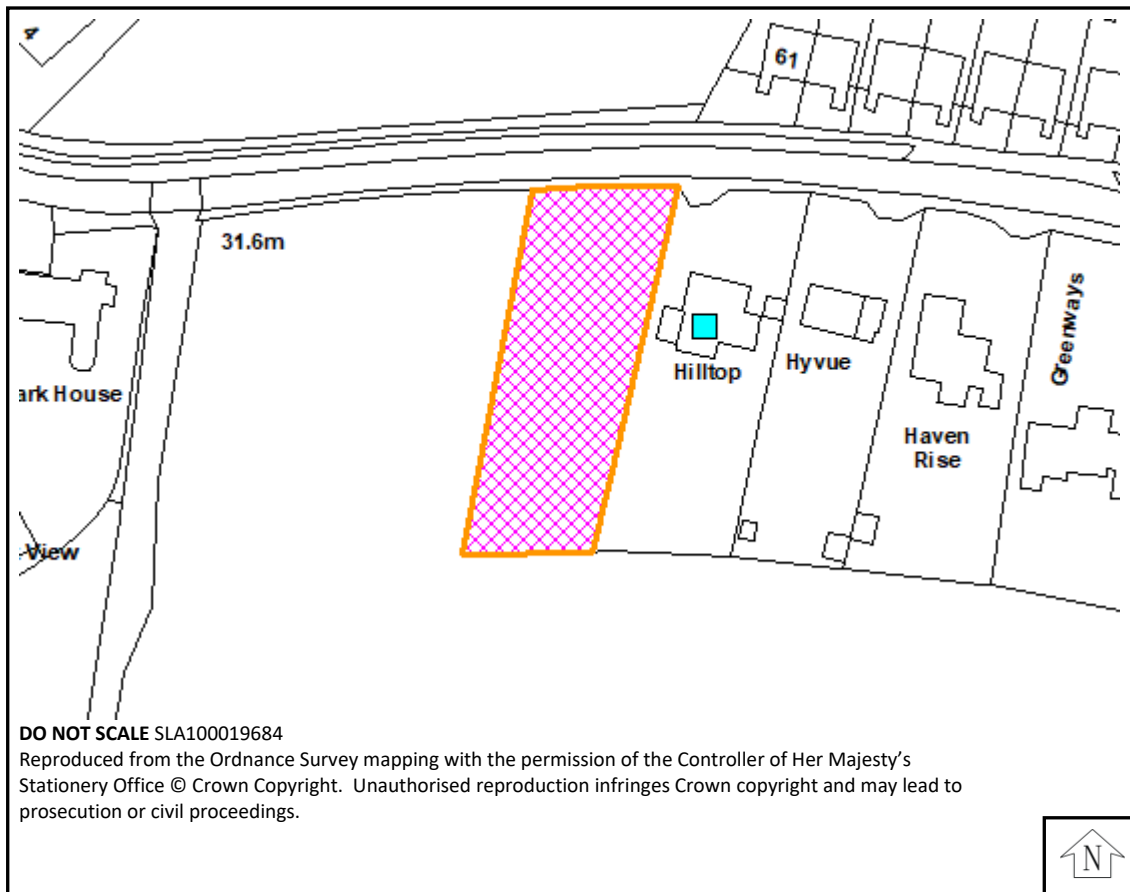 4
61
31.6m
Hilltop
Hyvue
Greenways
ark House
Haven
Rise
View
DO NOT SCALE SLA100019684
Reproduced from the Ordnance Survey mapping with the permission of the Controller of Her Majesty’s
Stationery Office © Crown Copyright.  Unauthorised reproduction infringes Crown copyright and may lead to
prosecution or civil proceedings.
N